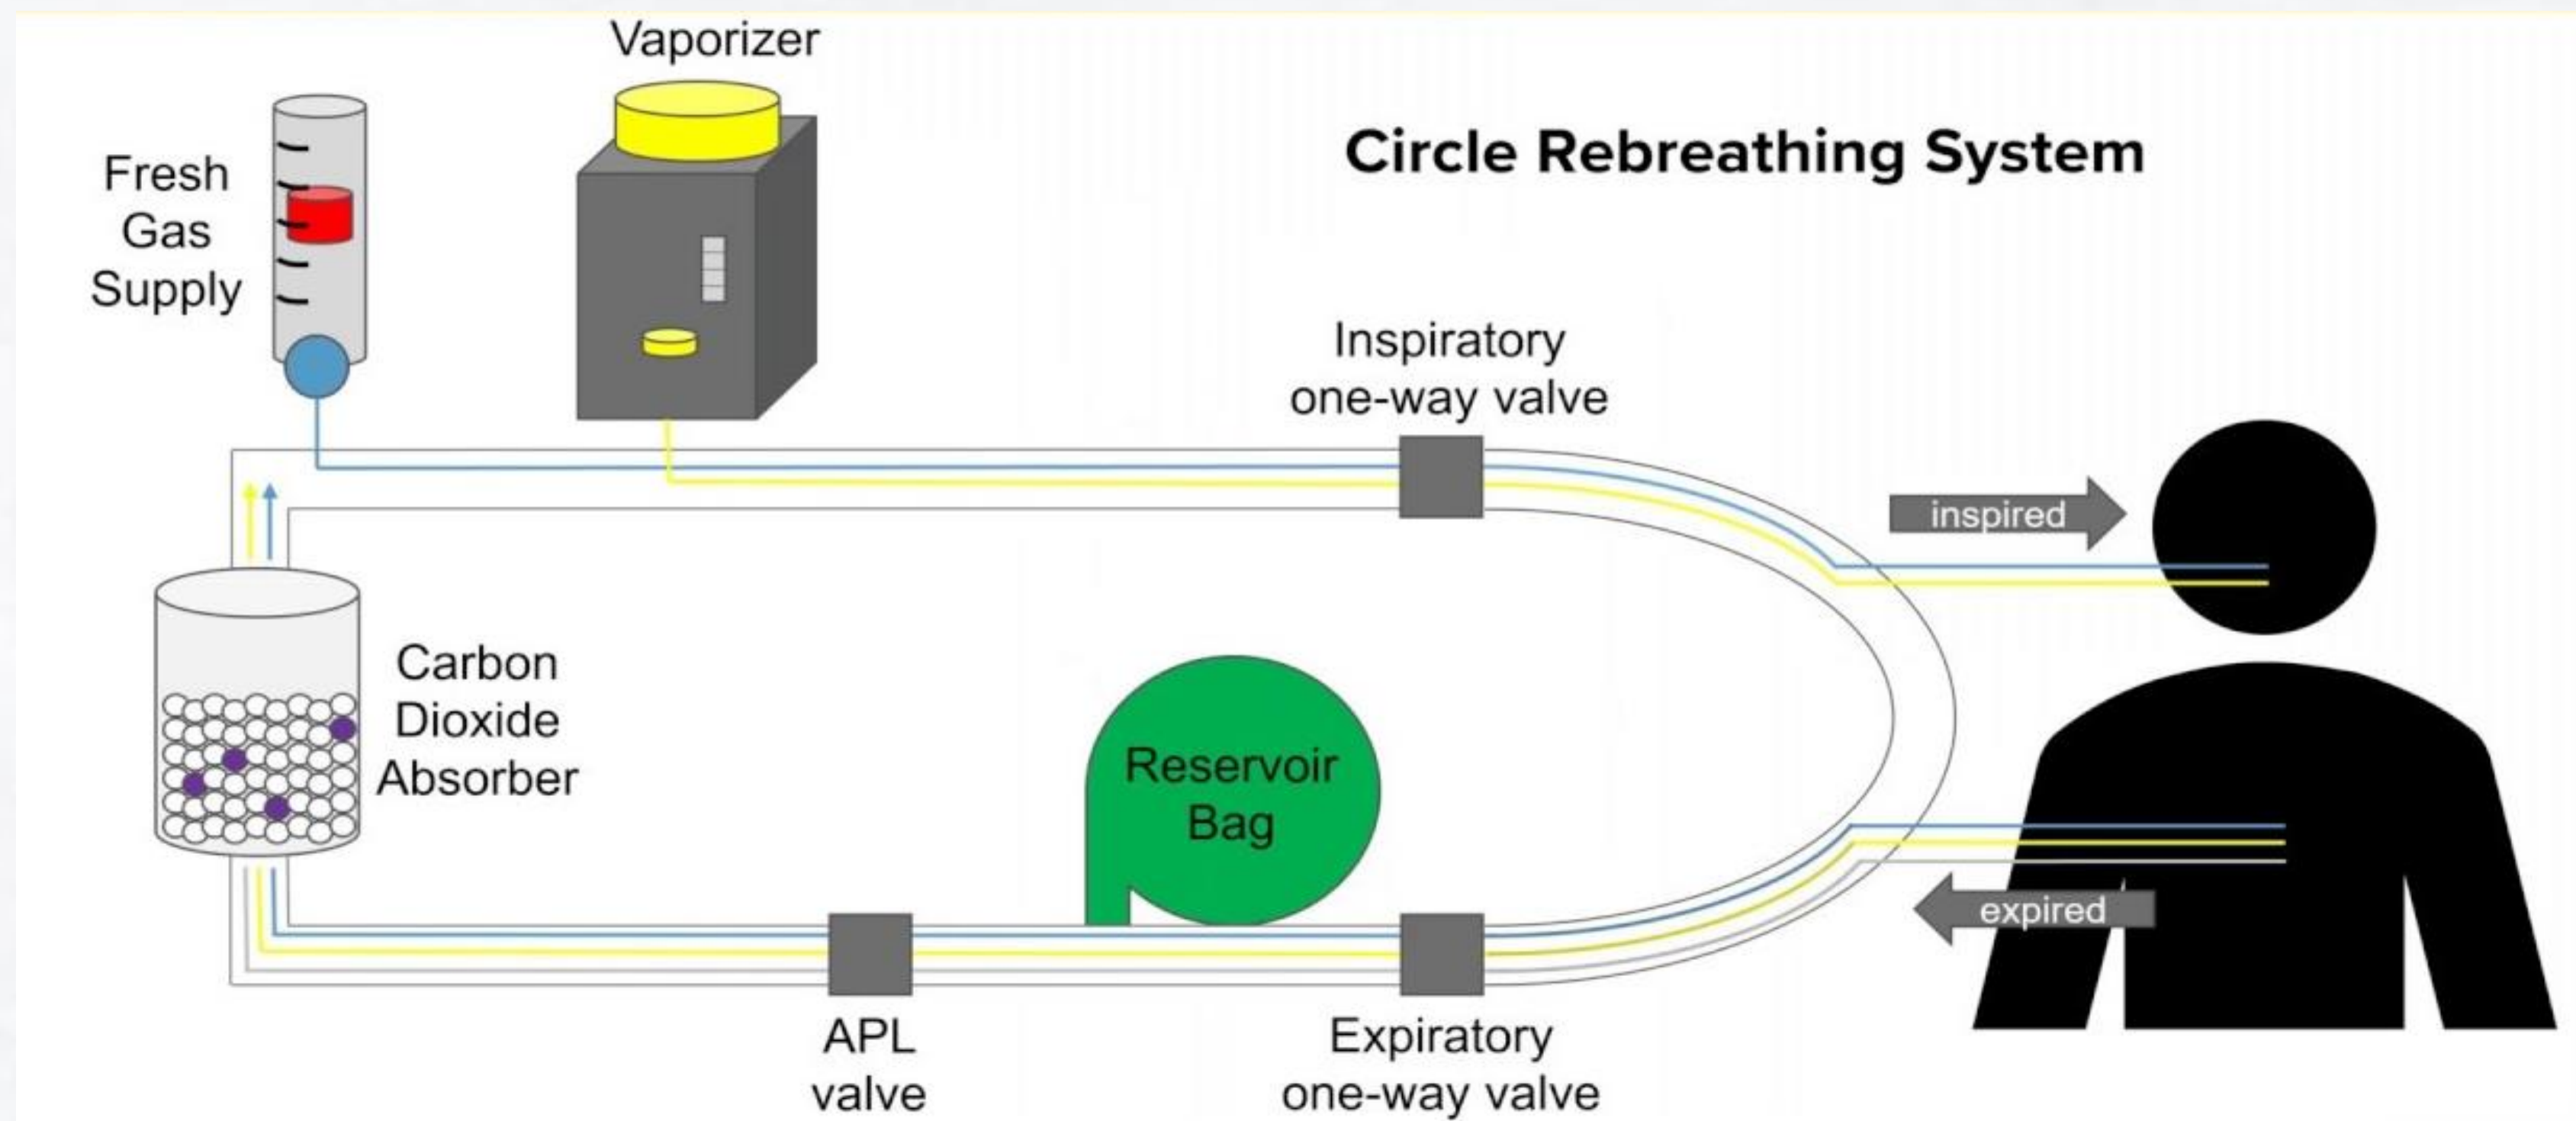 Vaporizer
Circle Rebreathing System
Fresh
Gas
Supply
Inspiratory
one-way valve
inspired
Carbon
Dioxide
Absorber
Reservoir
Bag
expired
APL
valve
Expiratory
one-way valve